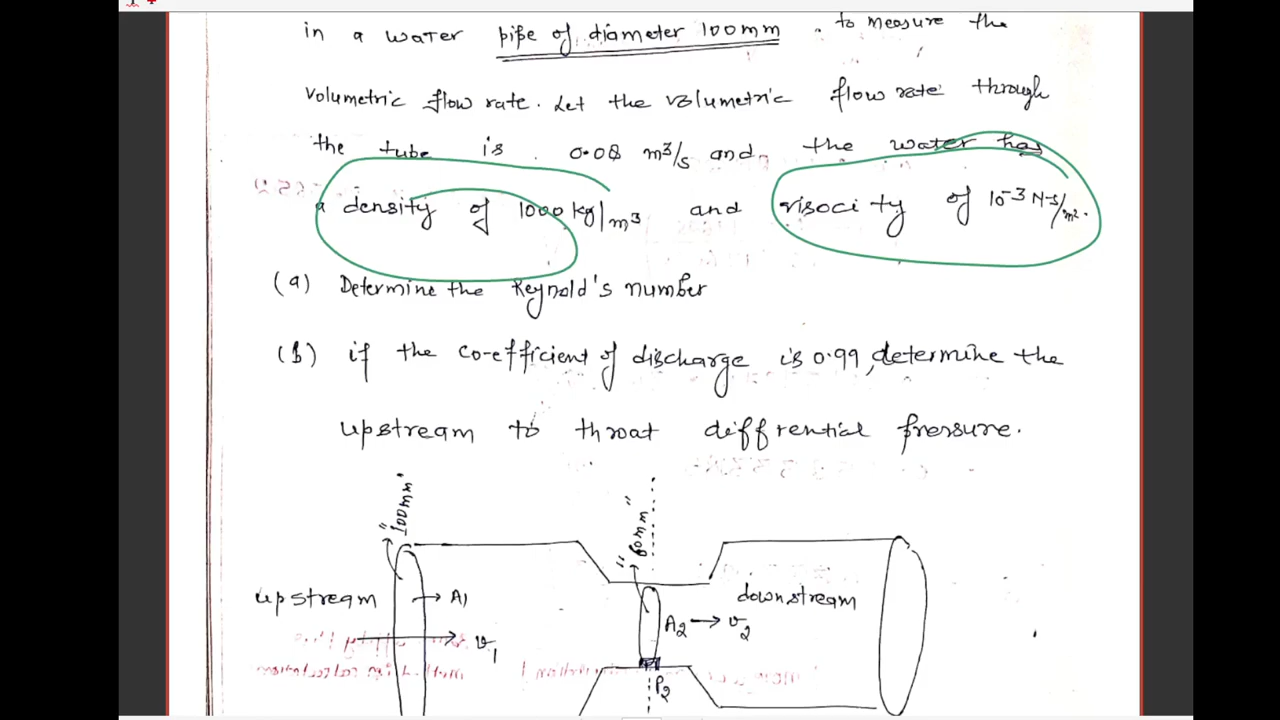 in a water pipe of diameter 100mm . to measure the
volumetric flow rate. Let the volumetric flow rate through
the tube is 0.08 m³/s and the water has
a density of 1000 kg/m³ and visocity of 10⁻³ N-s/m².
(a) Determine the Reynold's number
(b) if the co-efficient of discharge is 0.99, determine the
upstream to throat diffrential pressure.
"100mm"
"60mm"
upstream
A1
v1
A2
v2
downstream
P2